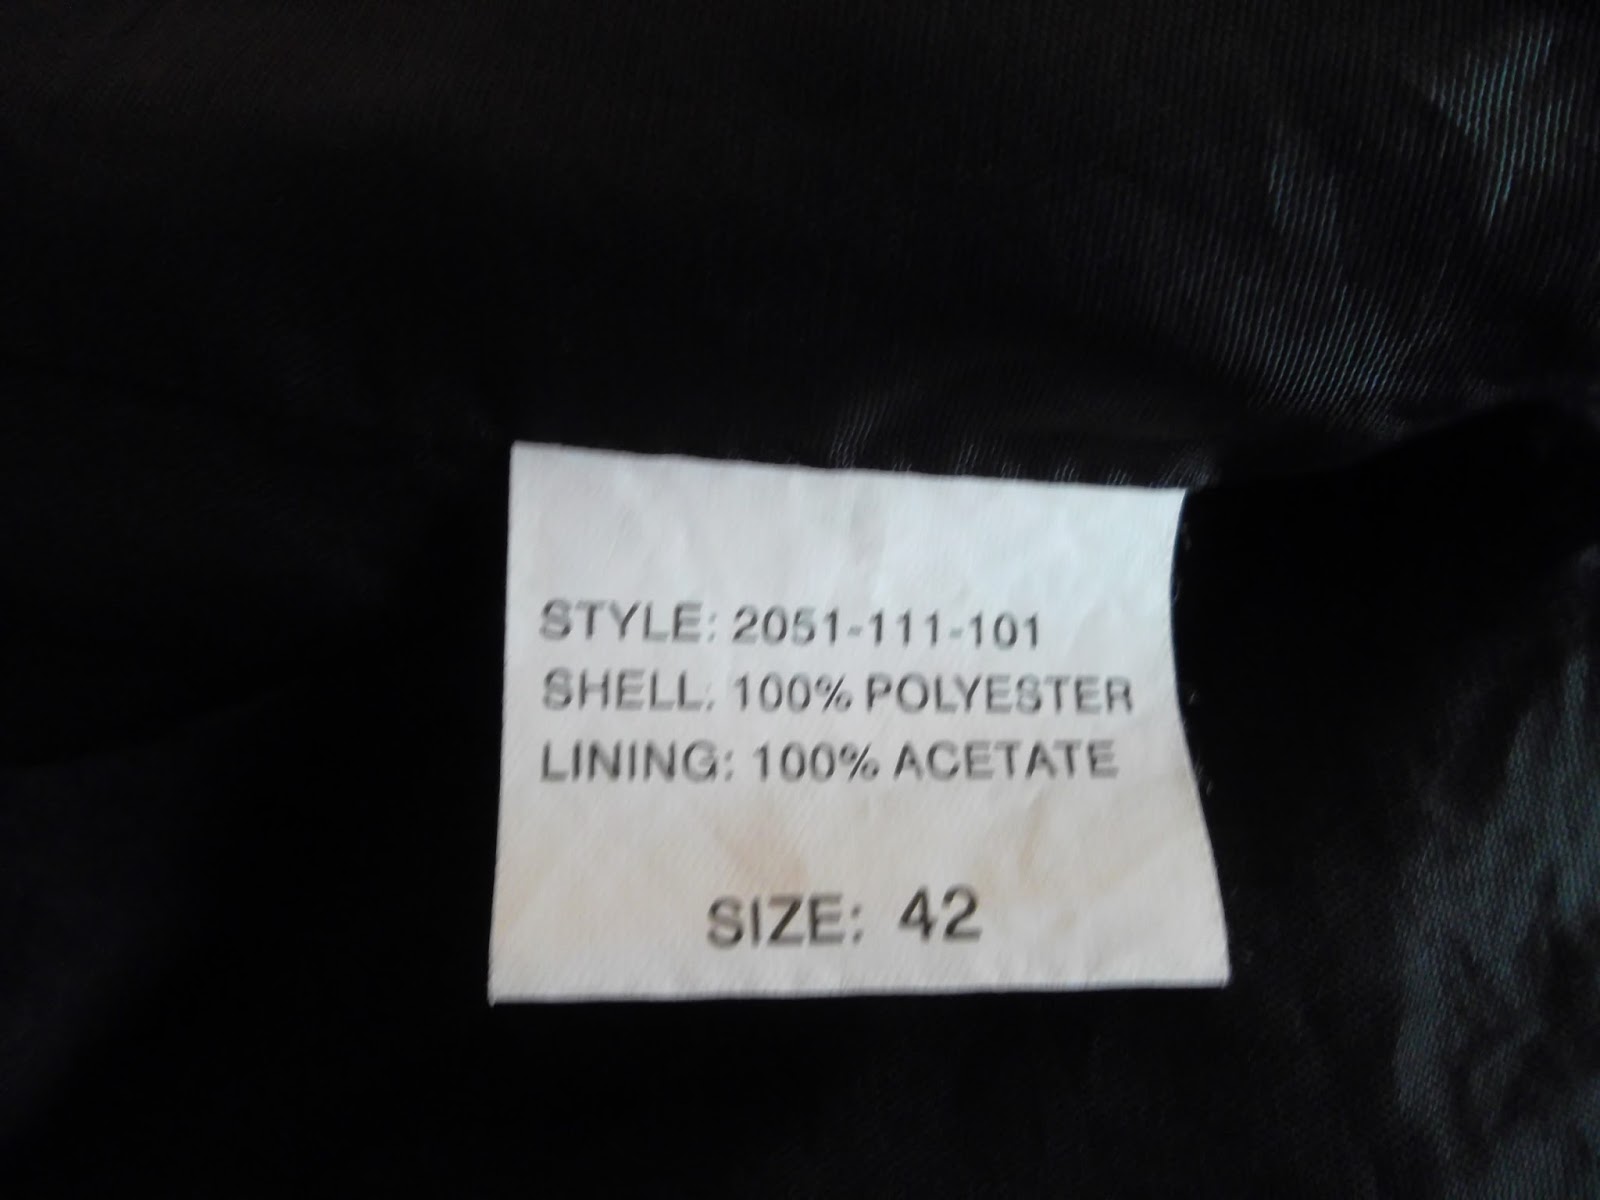 STYLE: 2051-111-101
SHELL: 100% POLYESTER
LINING: 100% ACETATE
SIZE: 42